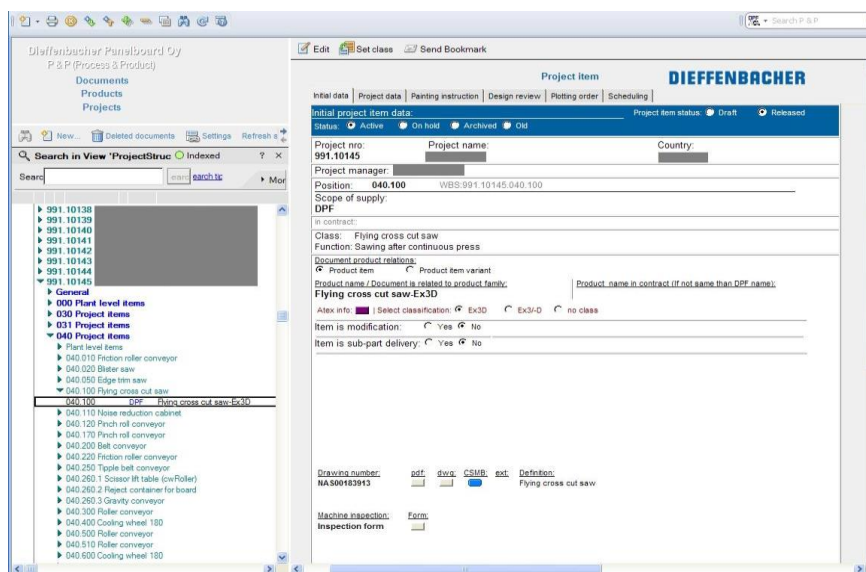 Search P & P
Dieffenbacher Panelboard Oy
P & P (Process & Product)
Documents
Products
Projects
New...
Deleted documents
Settings
Refresh s
Search in View 'ProjectStruc
Indexed
? ×
Searc
earch tic
Mor
991.10138
991.10139
991.10140
991.10141
991.10142
991.10143
991.10144
991.10145
General
000 Plant level items
030 Project items
031 Project items
040 Project items
Plant level items
040.010 Friction roller conveyor
040.020 Blister saw
040.050 Edge trim saw
040.100 Flying cross cut saw
040.100 DPF Flying cross cut saw-Ex3D
040.110 Noise reduction cabinet
040.120 Pinch roll conveyor
040.170 Pinch roll conveyor
040.200 Belt conveyor
040.220 Friction roller conveyor
040.250 Tipple belt conveyor
040.260.1 Scissor lift table (cwRoller)
040.260.2 Reject container for board
040.260.3 Gravity conveyor
040.300 Roller conveyor
040.400 Cooling wheel 180
040.500 Roller conveyor
040.510 Roller conveyor
040.600 Cooling wheel 180
Edit Set class Send Bookmark
Project item DIEFFENBACHER
Initial data Project data Painting instruction Design review Plotting order Scheduling
Initial project item data: Project item status: Draft Released
Status: Active On hold Archived Old
Project nro: Project name: Country:
991.10145
Project manager:
Position: 040.100 WBS:991.10145.040.100
Scope of supply:
DPF
in contract:
Class: Flying cross cut saw
Function: Sawing after continuous press
Document product relations:
Product item Product item variant
Product name / Document is related to product family: Product name in contract (If not same than DPF name):
Flying cross cut saw-Ex3D
Atex info: | Select classification: Ex3D Ex3/-D no class
Item is modification: Yes No
Item is sub-part delivery: Yes No
Drawing number: pdf: dwg: CSMB: ext: Definition:
NAS00183913 Flying cross cut saw
Machine inspection: Form:
Inspection form